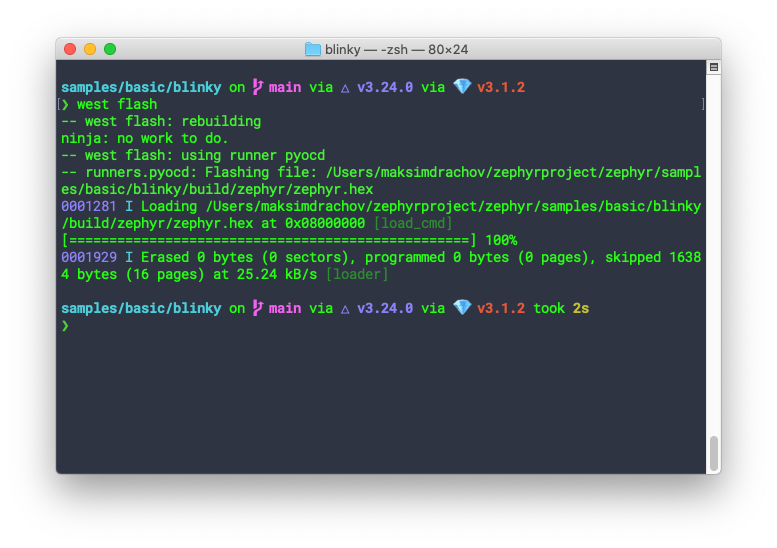 blinky — -zsh — 80×24
samples/basic/blinky on main via △ v3.24.0 via 💎 v3.1.2
[❯ west flash ]
-- west flash: rebuilding
ninja: no work to do.
-- west flash: using runner pyocd
-- runners.pyocd: Flashing file: /Users/maksimdrachov/zephyrproject/zephyr/sampl
es/basic/blinky/build/zephyr/zephyr.hex
0001281 I Loading /Users/maksimdrachov/zephyrproject/zephyr/samples/basic/blinky
/build/zephyr/zephyr.hex at 0x08000000 [load_cmd]
[==================================================] 100%
0001929 I Erased 0 bytes (0 sectors), programmed 0 bytes (0 pages), skipped 1638
4 bytes (16 pages) at 25.24 kB/s [loader]
samples/basic/blinky on main via △ v3.24.0 via 💎 v3.1.2 took 2s
❯